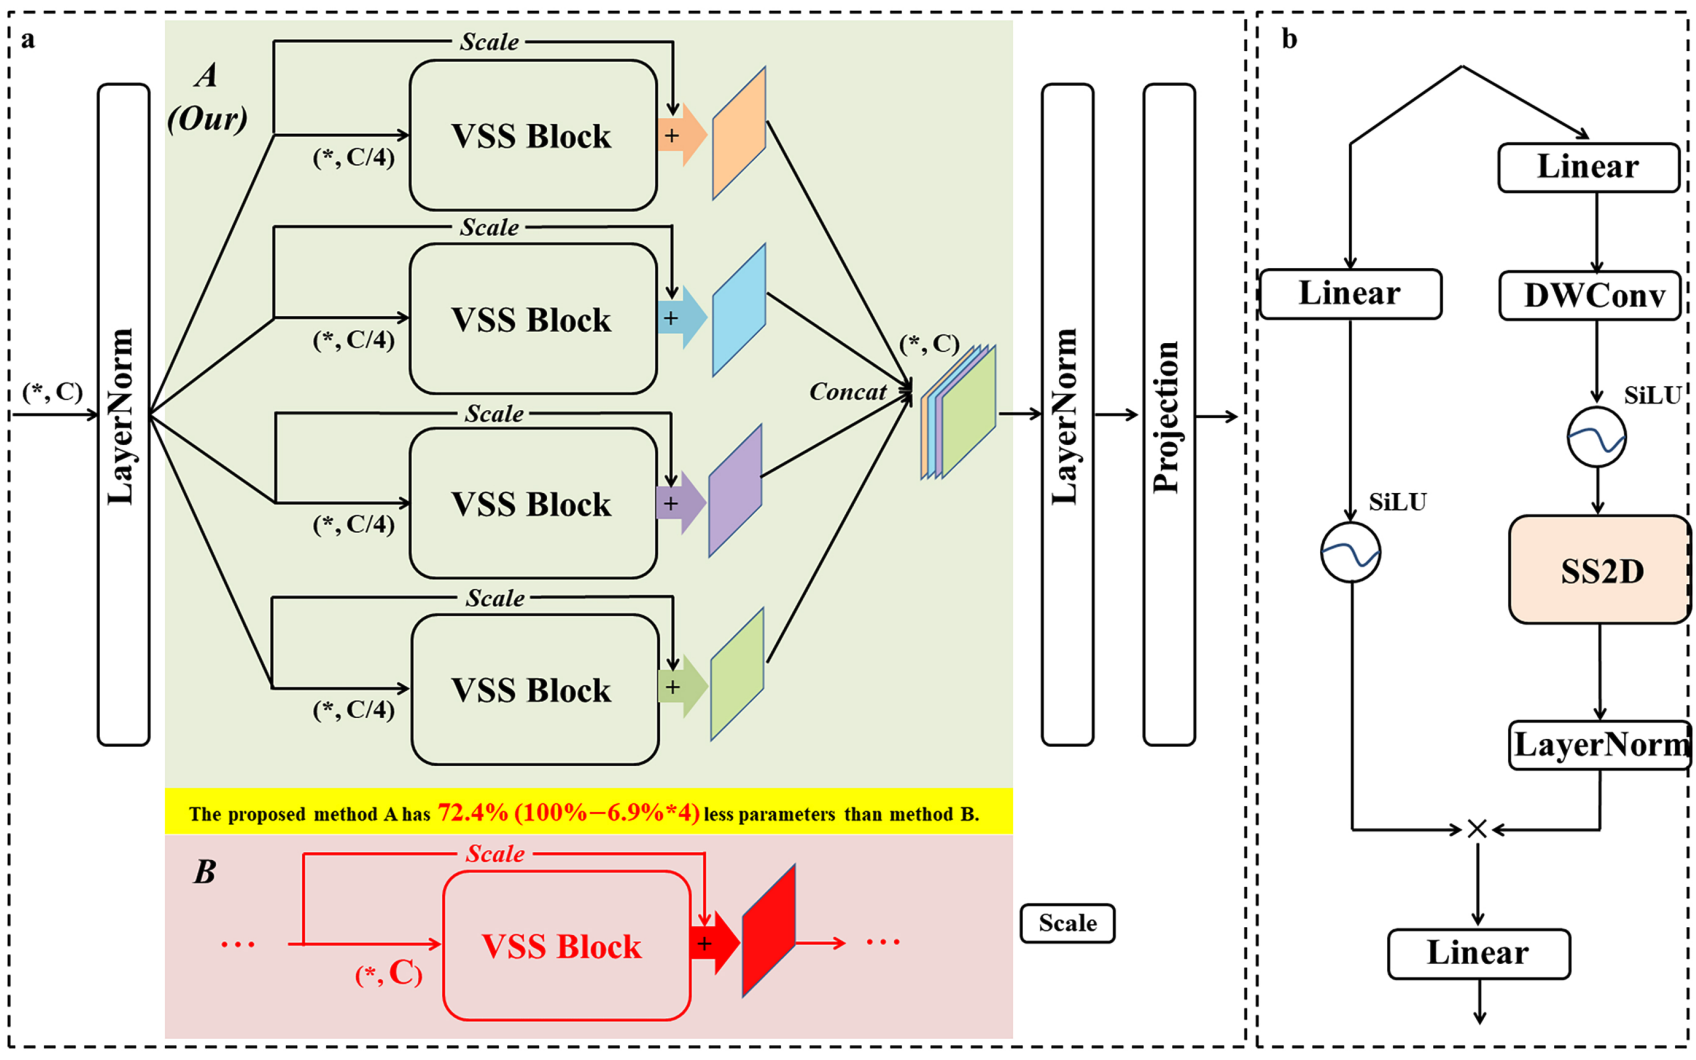 a
A
(Our)
Scale
VSS Block
+
(*, C/4)
Scale
VSS Block
+
(*, C/4)
Scale
VSS Block
+
(*, C/4)
Scale
VSS Block
+
(*, C/4)
(*, C)
LayerNorm
Concat
(*, C)
LayerNorm
Projection
The proposed method A has 72.4% (100%−6.9%*4) less parameters than method B.
B
Scale
...
VSS Block
+
...
(*, C)
Scale
b
Linear
Linear
DWConv
SiLU
SiLU
SS2D
LayerNorm
×
Linear